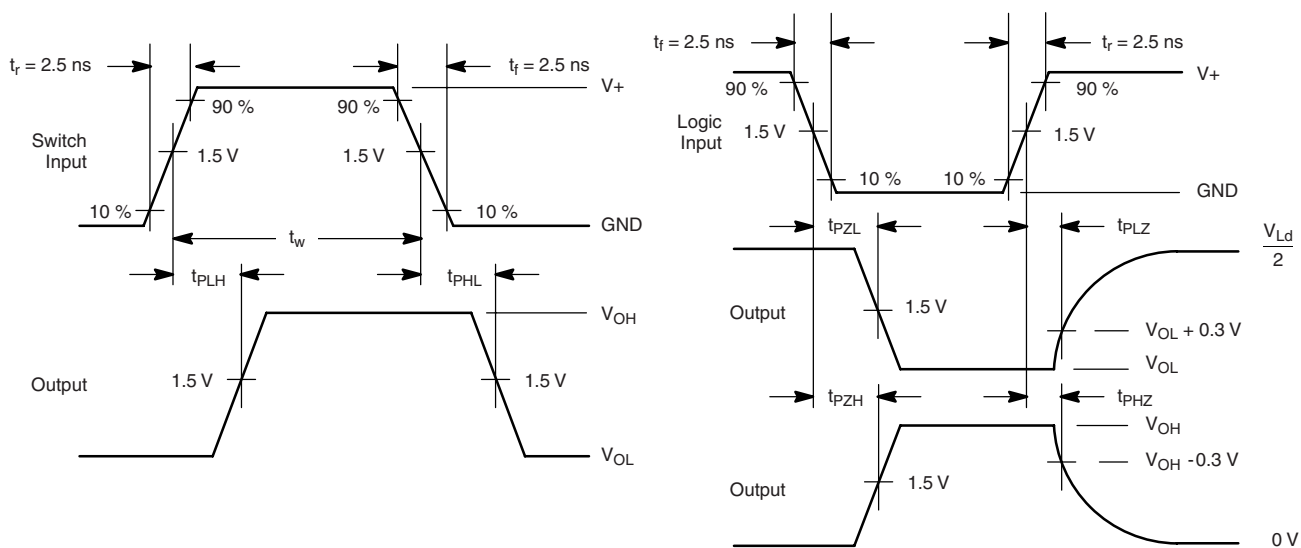 tr = 2.5 ns
tf = 2.5 ns
V+
90 %
90 %
Switch
Input
1.5 V
1.5 V
10 %
10 %
GND
tw
tPLH
tPHL
VOH
Output
1.5 V
1.5 V
VOL
tf = 2.5 ns
tr = 2.5 ns
V+
90 %
90 %
Logic
Input
1.5 V
1.5 V
10 %
10 %
GND
tPZL
tPLZ
VLd
2
Output
1.5 V
VOL + 0.3 V
VOL
tPZH
tPHZ
VOH
VOH -0.3 V
Output
1.5 V
0 V